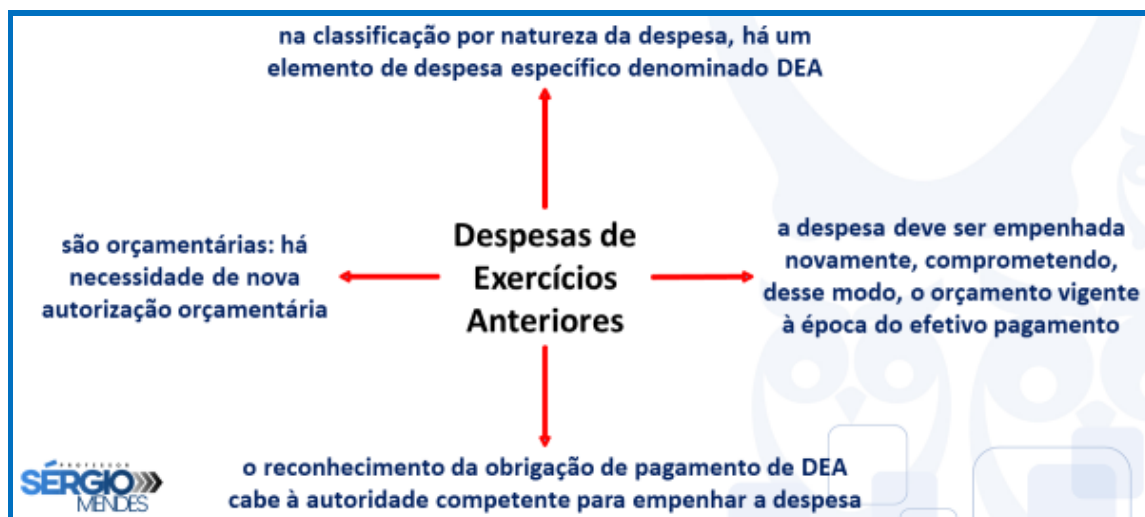 na classificação por natureza da despesa, há um
elemento de despesa específico denominado DEA
são orçamentárias: há
necessidade de nova
autorização orçamentária
Despesas de
Exercícios
Anteriores
a despesa deve ser empenhada
novamente, comprometendo,
desse modo, o orçamento vigente
à época do efetivo pagamento
o reconhecimento da obrigação de pagamento de DEA
cabe à autoridade competente para empenhar a despesa
PROFESSOR
SÉRGIO
MENDES